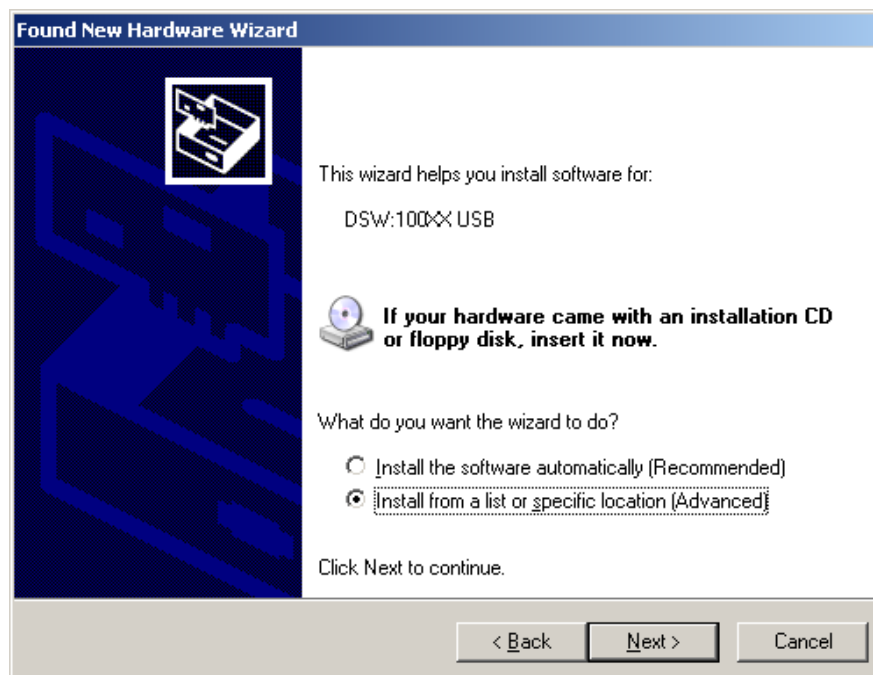 Found New Hardware Wizard
This wizard helps you install software for:
DSW:100XX USB
If your hardware came with an installation CD
or floppy disk, insert it now.
What do you want the wizard to do?
Install the software automatically (Recommended)
Install from a list or specific location (Advanced)
Click Next to continue.
< Back
Next >
Cancel